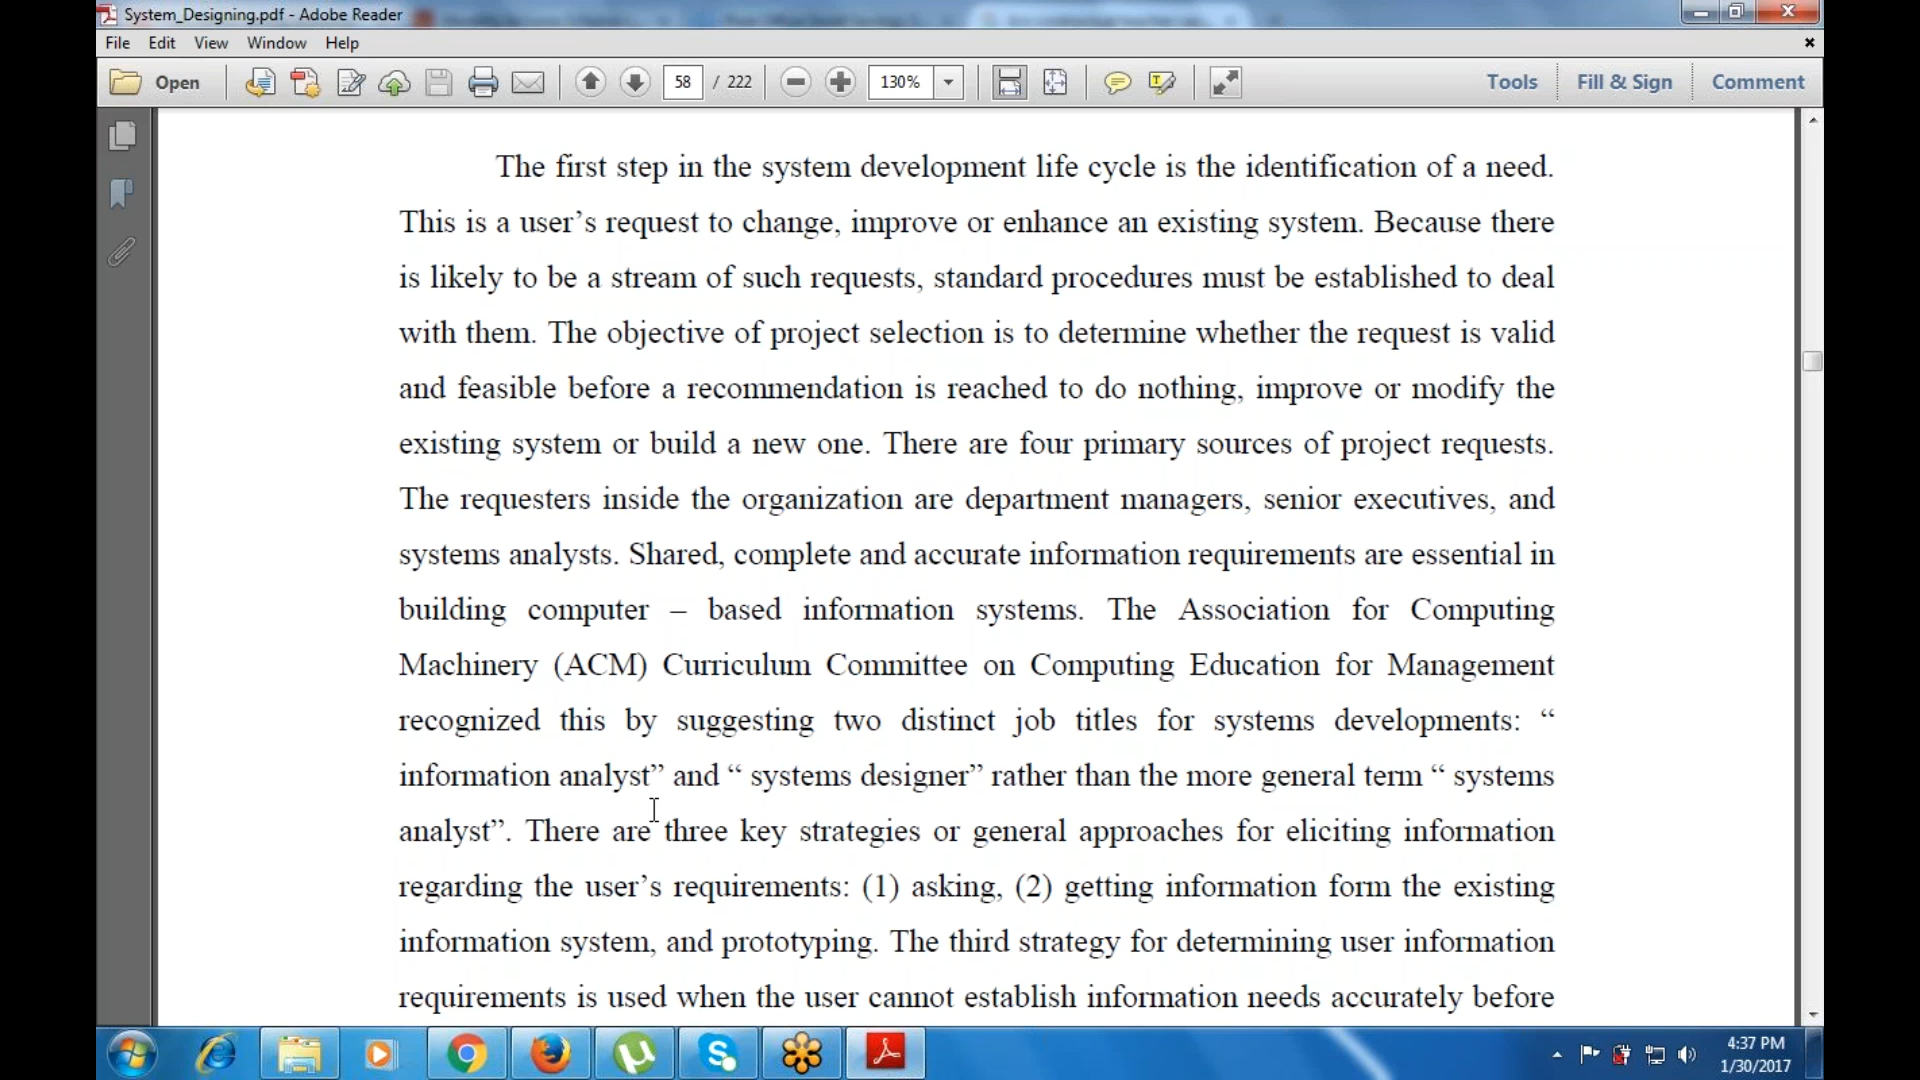 System_Designing.pdf - Adobe Reader
File Edit View Window Help
Open 58 / 222 130% Tools Fill & Sign Comment
The first step in the system development life cycle is the identification of a need.
This is a user’s request to change, improve or enhance an existing system. Because there
is likely to be a stream of such requests, standard procedures must be established to deal
with them. The objective of project selection is to determine whether the request is valid
and feasible before a recommendation is reached to do nothing, improve or modify the
existing system or build a new one. There are four primary sources of project requests.
The requesters inside the organization are department managers, senior executives, and
systems analysts. Shared, complete and accurate information requirements are essential in
building computer – based information systems. The Association for Computing
Machinery (ACM) Curriculum Committee on Computing Education for Management
recognized this by suggesting two distinct job titles for systems developments: “
information analyst” and “ systems designer” rather than the more general term “ systems
analyst”. There are three key strategies or general approaches for eliciting information
regarding the user’s requirements: (1) asking, (2) getting information form the existing
information system, and prototyping. The third strategy for determining user information
requirements is used when the user cannot establish information needs accurately before
4:37 PM
1/30/2017